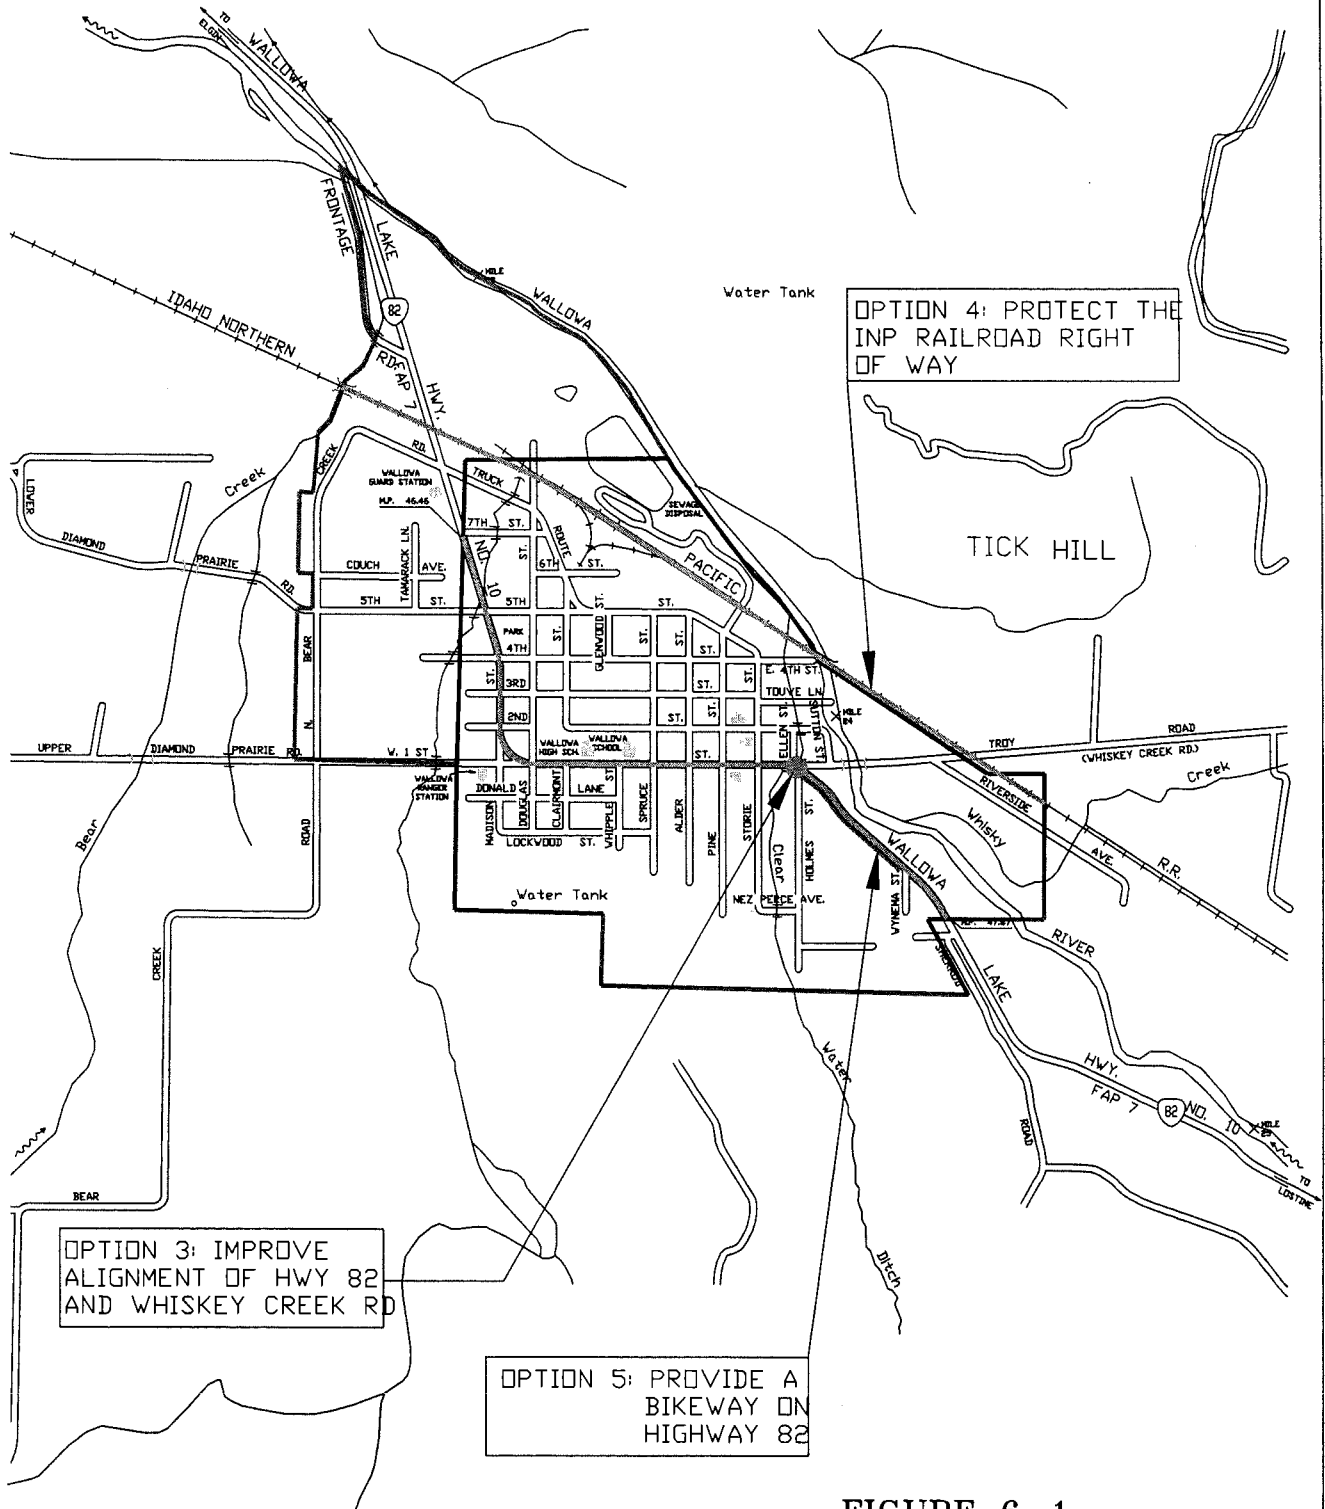 TO
ELGIN
WALLOWA
FRONTAGE
LAKE
82
MILE
WALLOWA
Water Tank
IDAHO NORTHERN
RD.
FAP 7
HWY.
OPTION 4: PROTECT THE
INP RAILROAD RIGHT
OF WAY
Creek
CREEK
RD.
TRUCK
WALLOWA
GUARD STATION
M.P. 46.46
SEWAGE
DISPOSAL
LOVER
7TH ST.
ROUTE
TICK HILL
DIAMOND
PRAIRIE
RD.
COUCH AVE.
TAMARACK LN.
NO. 10
ST.
6TH ST.
PACIFIC
5TH ST.
5TH
ST.
PARK
4TH
ST.
GLENWOOD ST.
ST.
ST.
ST.
E. 4TH ST.
BEAR
N.
ST.
3RD
ST.
ST.
ST.
TOUVE LN.
2ND
ST.
ELLEN ST.
SUTTON ST
MILE
24
UPPER
DIAMOND
PRAIRIE RD.
W. 1 ST.
WALLOWA
HIGH SCH.
WALLOWA
SCHOOL
ST.
TROY
ROAD
(WHISKEY CREEK RD.)
WALLOWA
RANGER
STATION
DONALD
LANE
RIVERSIDE
AVE.
Creek
Whisky
MADISON
DOUGLAS
CLAIRMONT
WHIPPLE
ST
SPRUCE
ALDER
PINE
STORIE
HOLMES
ST.
LOCKWOOD ST.
Bear
ROAD
Clear
WALLOWA
R.R.
Water Tank
NEZ PERCE AVE.
WYNEMA ST.
RIVER
CREEK
LAKE
Water
HWY.
FAP 7
82
NO. 10
MILE
ROAD
TO
LOSTINE
BEAR
Ditch
OPTION 3: IMPROVE
ALIGNMENT OF HWY 82
AND WHISKEY CREEK RD
OPTION 5: PROVIDE A
BIKEWAY ON
HIGHWAY 82
FIGURE 6-1